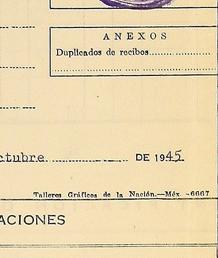 ANEXOS
Duplicados de recibos
ctubre DE 1945
Talleres Gráficos de la Nación.—Méx.-6667
ACIONES